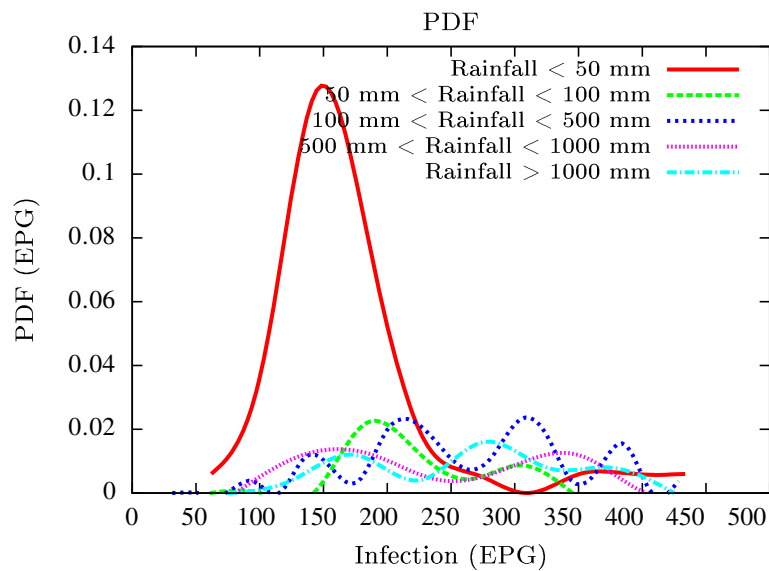 PDF
0.14
0.12
0.1
0.08
0.06
0.04
0.02
0
PDF (EPG)
Rainfall < 50 mm
50 mm < Rainfall < 100 mm
100 mm < Rainfall < 500 mm
500 mm < Rainfall < 1000 mm
Rainfall > 1000 mm
0 50 100 150 200 250 300 350 400 450 500
Infection (EPG)